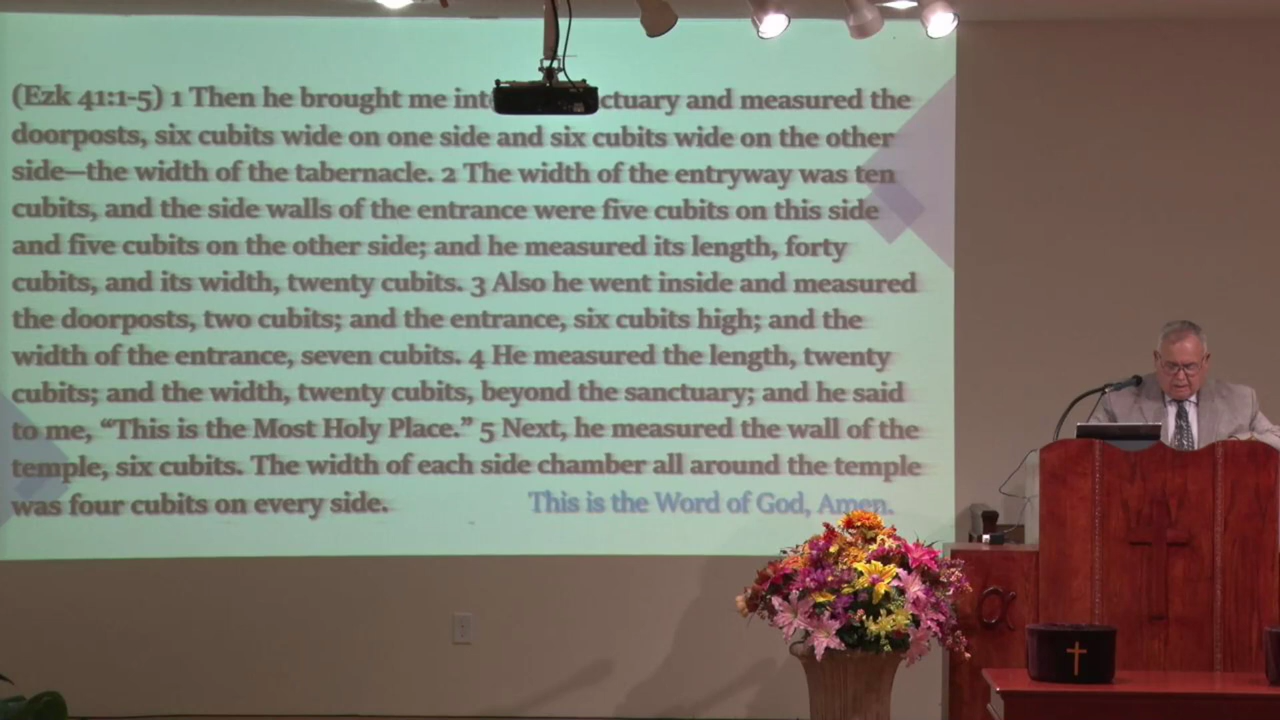 (Ezk 41:1-5) 1 Then he brought me into ctuary and measured the
doorposts, six cubits wide on one side and six cubits wide on the other
side—the width of the tabernacle. 2 The width of the entryway was ten
cubits, and the side walls of the entrance were five cubits on this side
and five cubits on the other side; and he measured its length, forty
cubits, and its width, twenty cubits. 3 Also he went inside and measured
the doorposts, two cubits; and the entrance, six cubits high; and the
width of the entrance, seven cubits. 4 He measured the length, twenty
cubits; and the width, twenty cubits, beyond the sanctuary; and he said
to me, “This is the Most Holy Place.” 5 Next, he measured the wall of the
temple, six cubits. The width of each side chamber all around the temple
was four cubits on every side. This is the Word of God, Amen.
α